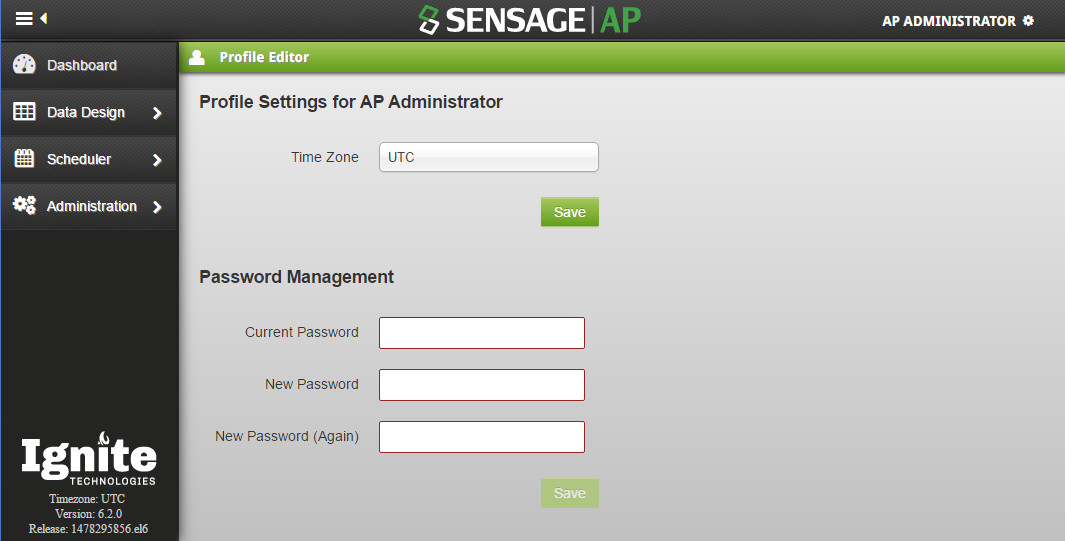 SENSAGE AP
AP ADMINISTRATOR
Dashboard
Data Design
Scheduler
Administration
Profile Editor
Profile Settings for AP Administrator
Time Zone UTC
Save
Password Management
Current Password
New Password
New Password (Again)
Save
Ignite
TECHNOLOGIES
Timezone: UTC
Version: 6.2.0
Release: 1478295856.el6